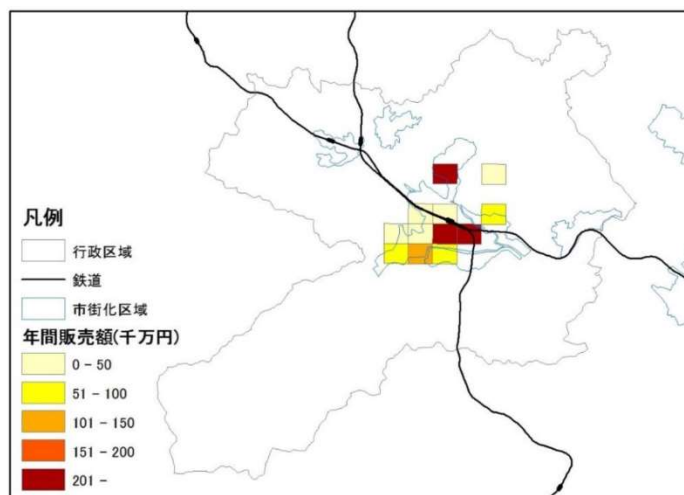 凡例
行政区域
鉄道
市街化区域
年間販売額(千万円)
0 - 50
51 - 100
101 - 150
151 - 200
201 -